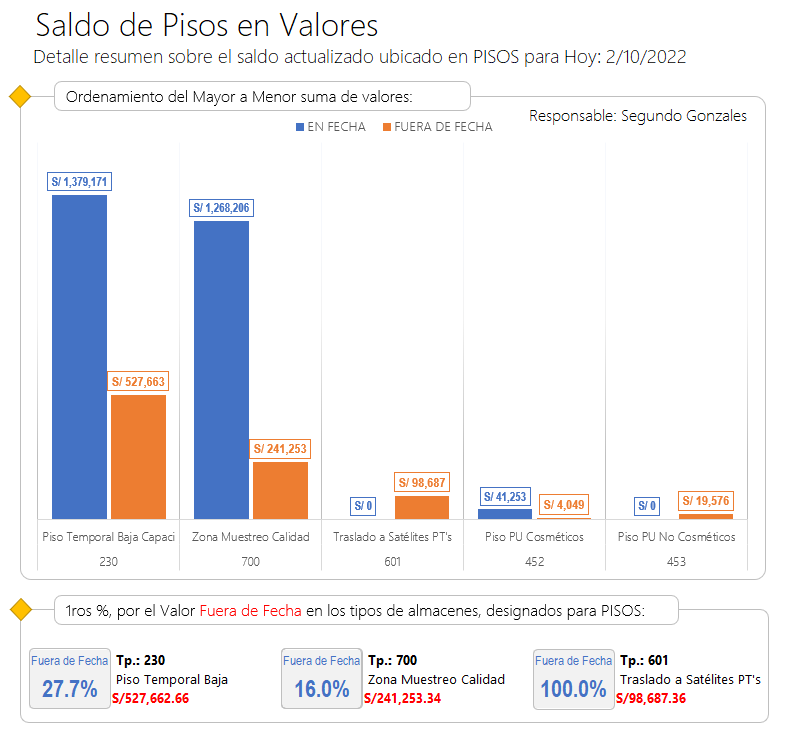 Saldo de Pisos en Valores
Detalle resumen sobre el saldo actualizado ubicado en PISOS para Hoy: 2/10/2022
Ordenamiento del Mayor a Menor suma de valores:
Responsable: Segundo Gonzales
EN FECHA FUERA DE FECHA
S/ 1,379,171
S/ 1,268,206
S/ 527,663
S/ 241,253
S/ 0
S/ 98,687
S/ 41,253
S/ 4,049
S/ 0
S/ 19,576
Piso Temporal Baja Capaci Zona Muestreo Calidad Traslado a Satélites PT's Piso PU Cosméticos Piso PU No Cosméticos
230 700 601 452 453
1ros %, por el Valor Fuera de Fecha en los tipos de almacenes, designados para PISOS:
Fuera de Fecha
27.7%
Tp.: 230
Piso Temporal Baja
S/527,662.66
Fuera de Fecha
16.0%
Tp.: 700
Zona Muestreo Calidad
S/241,253.34
Fuera de Fecha
100.0%
Tp.: 601
Traslado a Satélites PT's
S/98,687.36